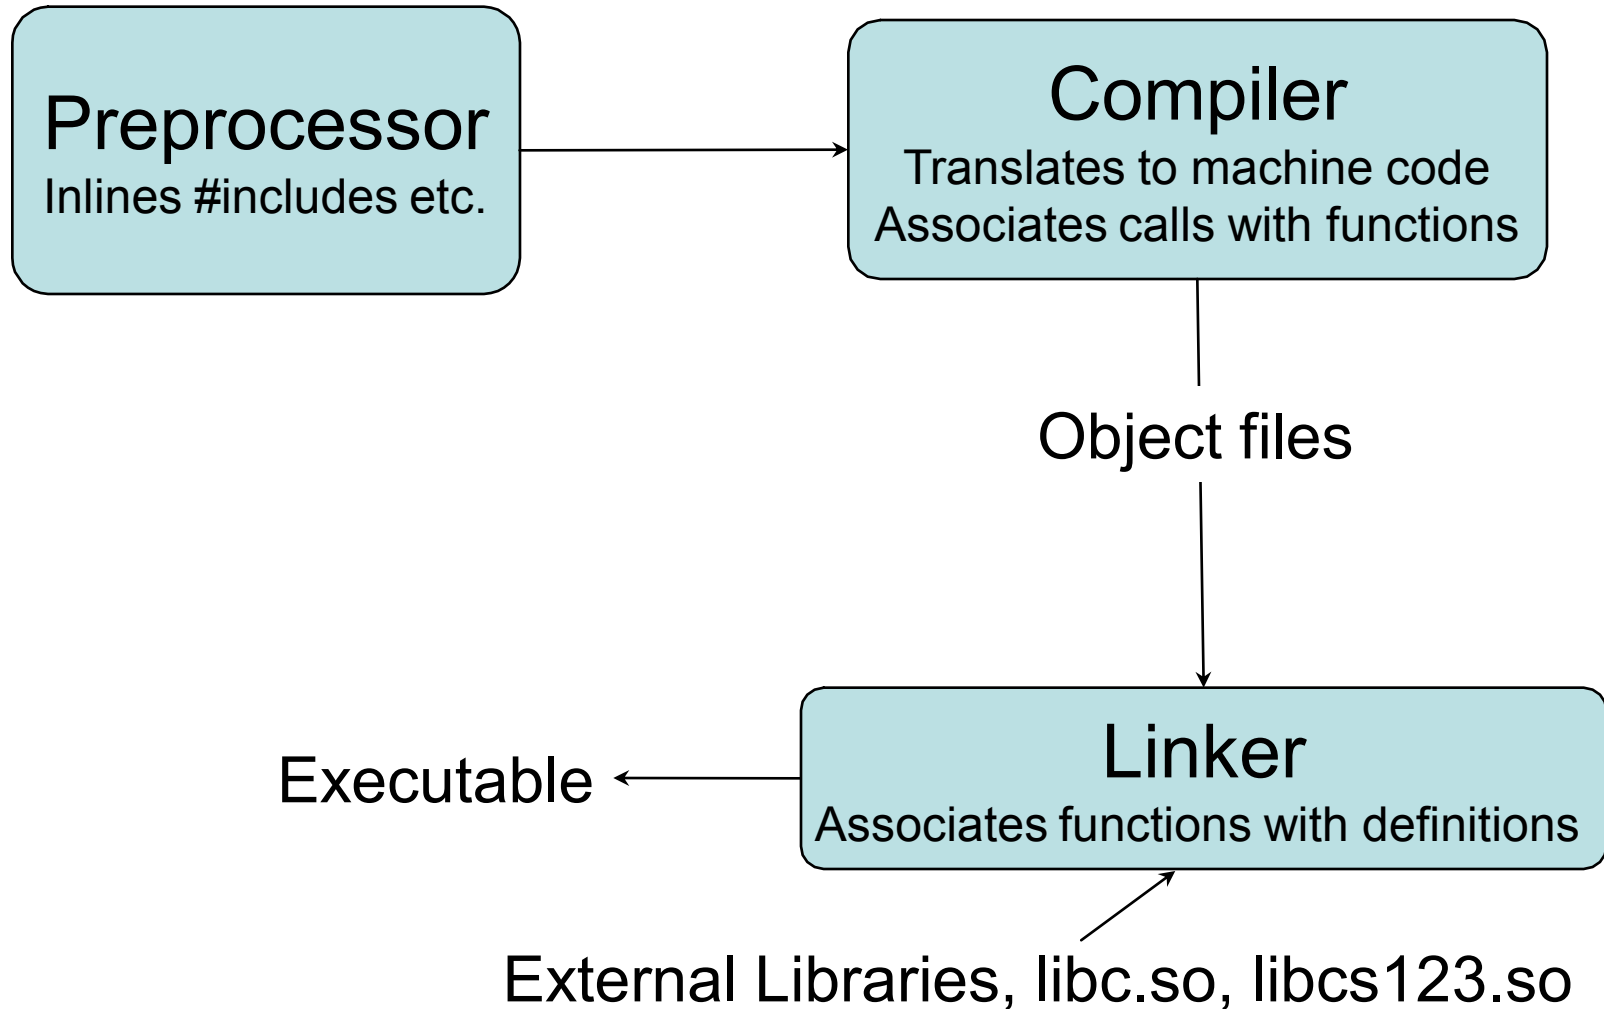 Preprocessor
Inlines #includes etc.
Compiler
Translates to machine code
Associates calls with functions
Object files
Linker
Associates functions with definitions
Executable
External Libraries, libc.so, libcs123.so